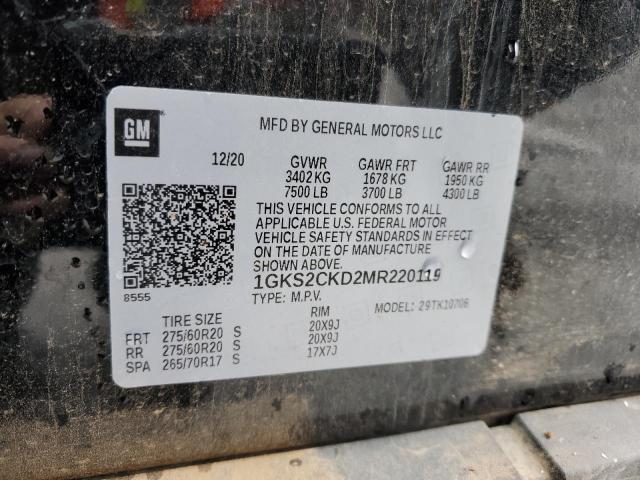 GM
MFD BY GENERAL MOTORS LLC
12/20 GVWR GAWR FRT GAWR RR
3402 KG 1678 KG 1950 KG
7500 LB 3700 LB 4300 LB
THIS VEHICLE CONFORMS TO ALL
APPLICABLE U.S. FEDERAL MOTOR
VEHICLE SAFETY STANDARDS IN EFFECT
ON THE DATE OF MANUFACTURE
SHOWN ABOVE.
8555
1GKS2CKD2MR220119
TYPE: M.P.V. MODEL: 29TK10706
TIRE SIZE RIM
FRT 275/60R20 S 20X9J
RR 275/60R20 S 20X9J
SPA 265/70R17 S 17X7J